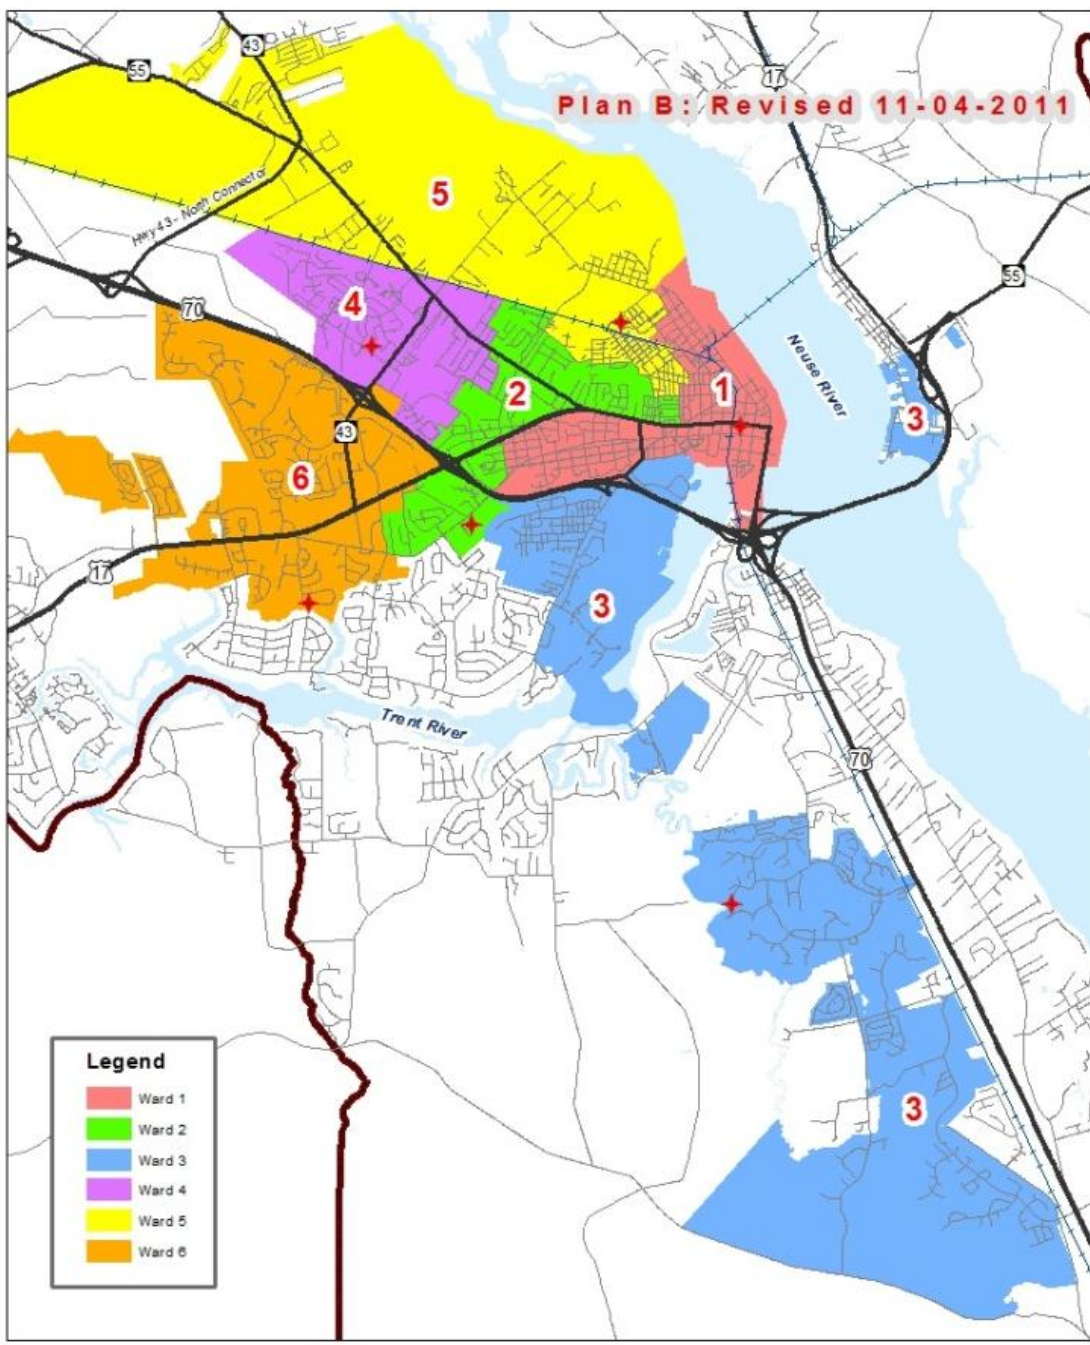 43
55
17
Plan B: Revised 11-04-2011
5
Hwy 43 - North Connector
55
4
70
Neuse River
2
1
3
43
6
17
3
Trent River
70
3
Legend
Ward 1
Ward 2
Ward 3
Ward 4
Ward 5
Ward 6